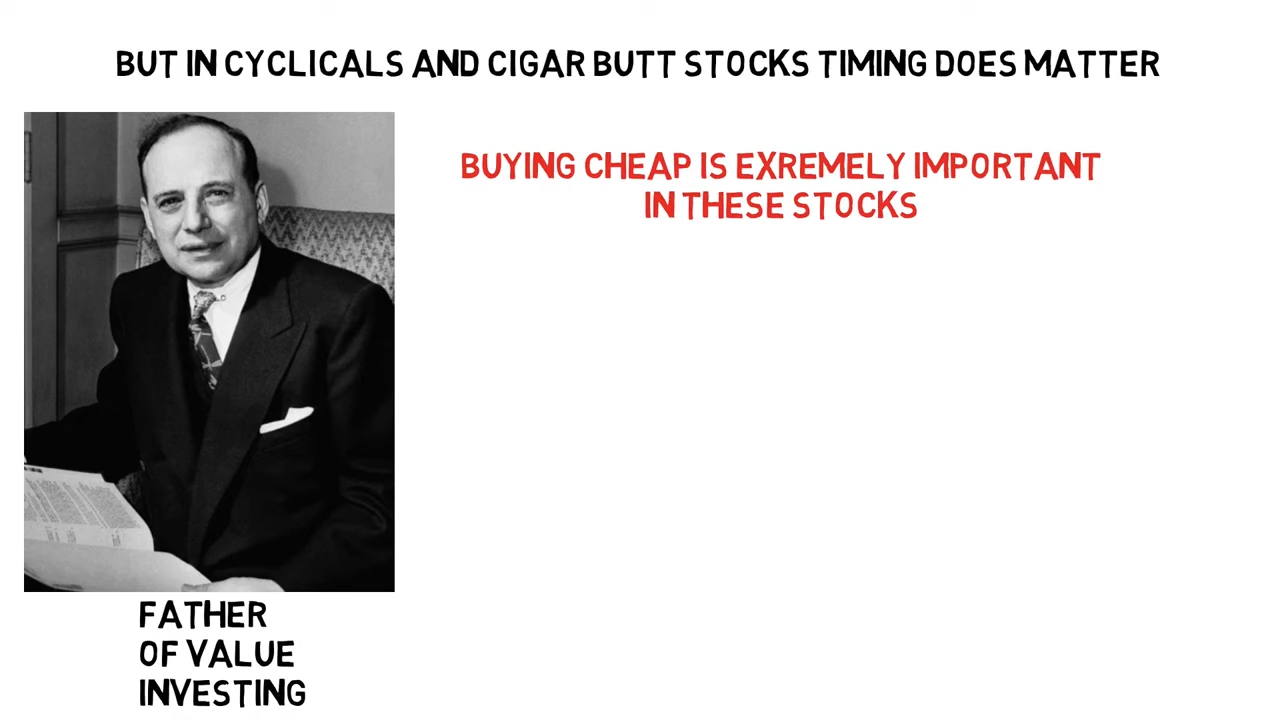 BUT IN CYCLICALS AND CIGAR BUTT STOCKS TIMING DOES MATTER
BUYING CHEAP IS EXREMELY IMPORTANT
IN THESE STOCKS
FATHER
OF VALUE
INVESTING